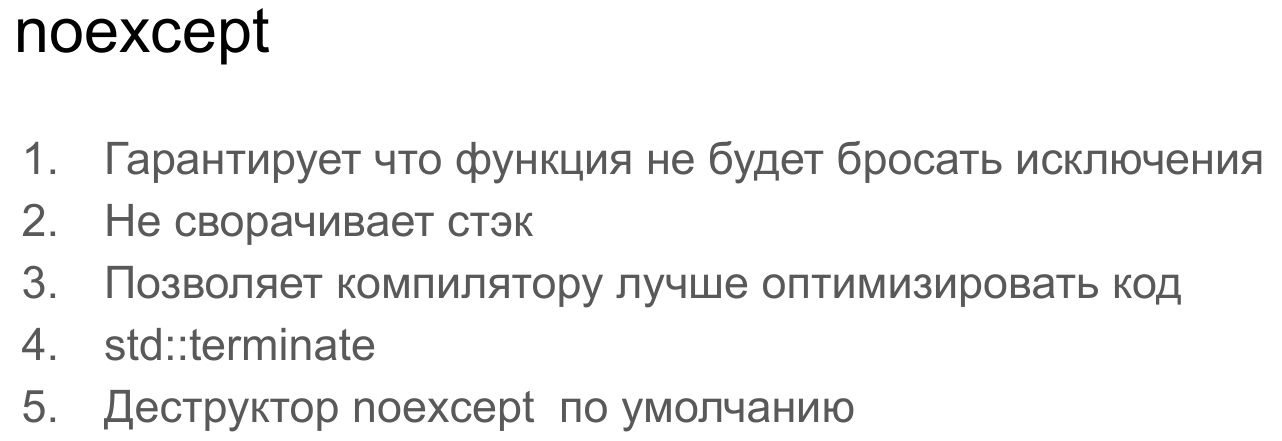 noexcept
1. Гарантирует что функция не будет бросать исключения
2. Не сворачивает стэк
3. Позволяет компилятору лучше оптимизировать код
4. std::terminate
5. Деструктор noexcept по умолчанию